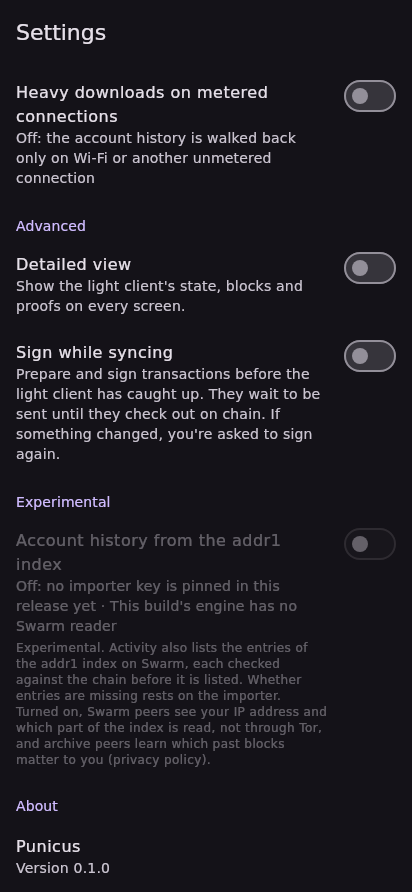 Settings
Heavy downloads on metered
connections
Off: the account history is walked back
only on Wi-Fi or another unmetered
connection
Advanced
Detailed view
Show the light client's state, blocks and
proofs on every screen.
Sign while syncing
Prepare and sign transactions before the
light client has caught up. They wait to be
sent until they check out on chain. If
something changed, you're asked to sign
again.
Experimental
Account history from the addr1
index
Off: no importer key is pinned in this
release yet · This build's engine has no
Swarm reader
Experimental. Activity also lists the entries of
the addr1 index on Swarm, each checked
against the chain before it is listed. Whether
entries are missing rests on the importer.
Turned on, Swarm peers see your IP address and
which part of the index is read, not through Tor,
and archive peers learn which past blocks
matter to you (privacy policy).
About
Punicus
Version 0.1.0